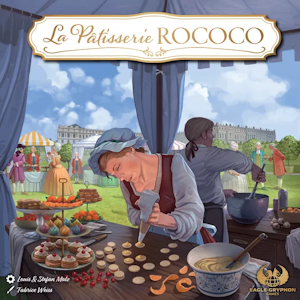 La Pâtisserie ROCOCO
Louis & Stefan Malz
Fabrice Weiss
EAGLE-GRYPHON
GAMES